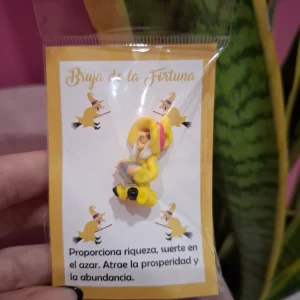 Bruja de la Fortuna
Proporciona riqueza, suerte en
el azar. Atrae la prosperidad y
la abundancia.